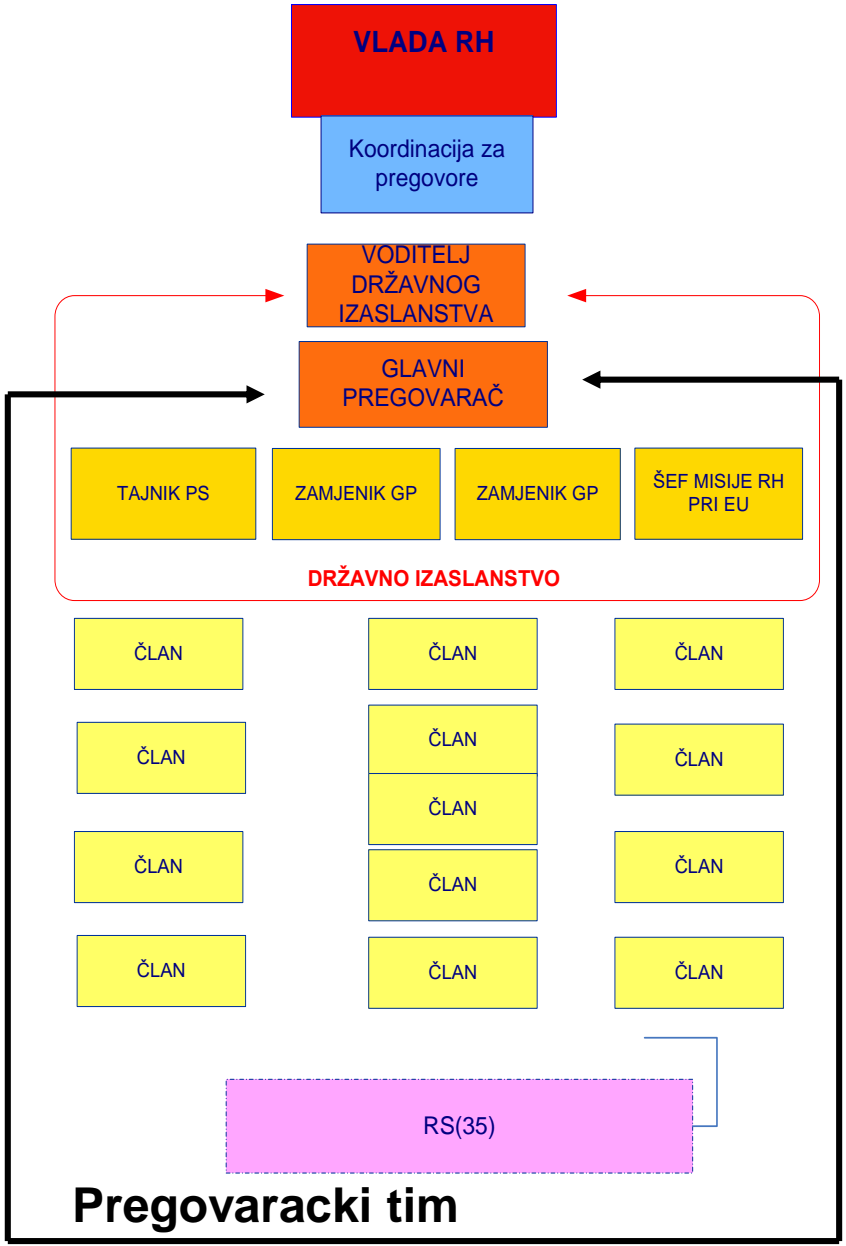 VLADA RH
Koordinacija za
pregovore
VODITELJ
DRŽAVNOG
IZASLANSTVA
GLAVNI
PREGOVARAČ
TAJNIK PS
ZAMJENIK GP
ZAMJENIK GP
ŠEF MISIJE RH
PRI EU
DRŽAVNO IZASLANSTVO
ČLAN
ČLAN
ČLAN
ČLAN
ČLAN
ČLAN
ČLAN
ČLAN
ČLAN
ČLAN
ČLAN
ČLAN
ČLAN
RS(35)
Pregovaracki tim